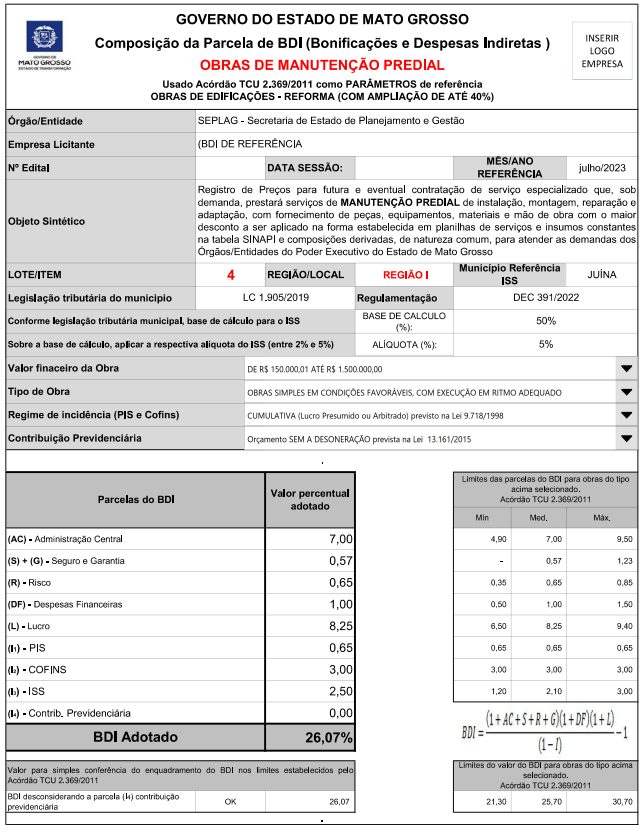 GOVERNO DO ESTADO DE MATO GROSSO
Composição da Parcela de BDI (Bonificações e Despesas Indiretas )
OBRAS DE MANUTENÇÃO PREDIAL
Usado Acórdão TCU 2.369/2011 como PARÂMETROS de referência
OBRAS DE EDIFICAÇÕES - REFORMA (COM AMPLIAÇÃO DE ATÉ 40%)
GOVERNO DE
MATO GROSSO
ESTADO DE TRANSFORMAÇÃO
INSERIR
LOGO
EMPRESA
Órgão/Entidade SEPLAG - Secretaria de Estado de Planejamento e Gestão
Empresa Licitante (BDI DE REFERÊNCIA
Nº Edital DATA SESSÃO: MÊS/ANO REFERÊNCIA julho/2023
Objeto Sintético
Registro de Preços para futura e eventual contratação de serviço especializado que, sob
demanda, prestará serviços de MANUTENÇÃO PREDIAL de instalação, montagem, reparação e
adaptação, com fornecimento de peças, equipamentos, materiais e mão de obra com o maior
desconto a ser aplicado na forma estabelecida em planilhas de serviços e insumos constantes
na tabela SINAPI e composições derivadas, de natureza comum, para atender as demandas dos
Órgãos/Entidades do Poder Executivo do Estado de Mato Grosso
LOTE/ITEM 4 REGIÃO/LOCAL REGIÃO I Município Referência ISS JUÍNA
Legislação tributária do municipio LC 1.905/2019 Regulamentação DEC 391/2022
Conforme legislação tributária municipal, base de cálculo para o ISS BASE DE CALCULO (%): 50%
Sobre a base de cálculo, aplicar a respectiva alíquota do ISS (entre 2% e 5%) ALÍQUOTA (%): 5%
Valor finaceiro da Obra DE R$ 150.000,01 ATÉ R$ 1.500.000,00
Tipo de Obra OBRAS SIMPLES EM CONDIÇÕES FAVORÁVEIS, COM EXECUÇÃO EM RITMO ADEQUADO
Regime de incidência (PIS e Cofins) CUMULATIVA (Lucro Presumido ou Arbitrado) previsto na Lei 9.718/1998
Contribuição Previdenciária Orçamento SEM A DESONERAÇÃO prevista na Lei 13.161/2015
Parcelas do BDI Valor percentual adotado
Limites das parcelas do BDI para obras do tipo
acima selecionado.
Acórdão TCU 2.369/2011
Mín Med. Máx.
(AC) - Administração Central 7,00 4,90 7,00 9,50
(S) + (G) - Seguro e Garantia 0,57 - 0,57 1,23
(R) - Risco 0,65 0,35 0,65 0,85
(DF) - Despesas Financeiras 1,00 0,50 1,00 1,50
(L) - Lucro 8,25 6,50 8,25 9,40
(I₁) - PIS 0,65 0,65 0,65 0,65
(I₂) - COFINS 3,00 3,00 3,00 3,00
(I₃) - ISS 2,50 1,20 2,10 3,00
(I₄) - Contrib. Previdenciária 0,00
BDI Adotado 26,07%
BDI = (1+AC+S+R+G)(1+DF)(1+L) / (1-I) - 1
Valor para simples conferência do enquadramento do BDI nos limites estabelecidos pelo
Acórdão TCU 2.369/2011
Limites do valor do BDI para obras do tipo acima
selecionado.
Acórdão TCU 2.369/2011
BDI desconsiderando a parcela (I₄) contribuição
previdenciária OK 26,07 21,30 25,70 30,70